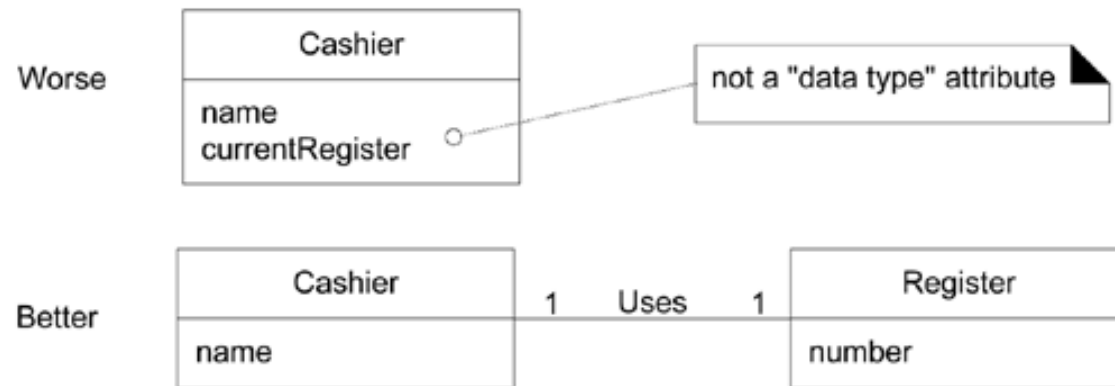 Worse
Cashier
name
currentRegister
not a "data type" attribute
Better
Cashier
name
1 Uses 1
Register
number